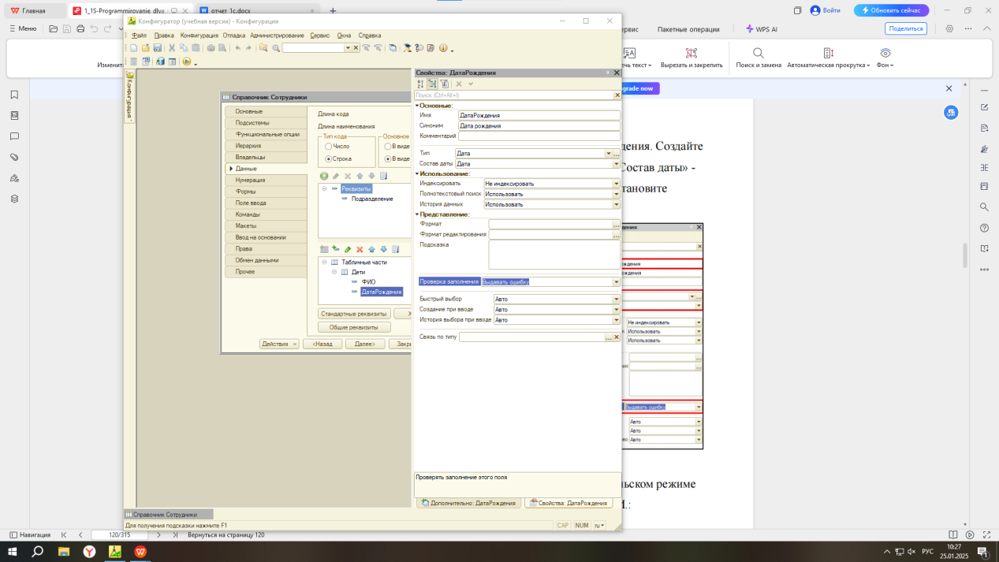 Главная
1_1S-Programmirovanie_dlya
отчет 1с.docx
Войти
Обновить сейчас
Меню
Конфигуратор (учебная версия) - Конфигурация
Пакетные операции
WPS AI
Поделиться
Файл Правка Конфигурация Отладка Администрирование Сервис Окна Справка
Вырезать и закрепить
Поиск и замена
Автоматическая прокрутка
Фон
Конфигурация
Справочник Сотрудники
Основные
Подсистемы
Функциональные опции
Иерархия
Владельцы
Данные
Нумерация
Формы
Поле ввода
Команды
Макеты
Ввод на основании
Права
Обмен данными
Прочее
Длина кода
Длина наименования
Тип кода
Число
Строка
Основное
В виде
В виде
Реквизиты
Подразделение
Табличные части
Дети
ФИО
ДатаРождения
Стандартные реквизиты
Общие реквизиты
Действия
<Назад
Далее>
Свойства: ДатаРождения
Поиск (Ctrl+Alt+I)
Основные:
Имя ДатаРождения
Синоним Дата рождения
Комментарий
Тип Дата
Состав даты Дата
Использование:
Индексировать Не индексировать
Полнотекстовый поиск Использовать
История данных Использовать
Представление:
Формат
Формат редактирования
Подсказка
Проверка заполнения Выдавать ошибку
Быстрый выбор Авто
Создание при вводе Авто
История выбора при вводе Авто
Связь по типу
Проверять заполнение этого поля
Дополнительно: ДатаРождения
Свойства: ДатаРождения
Справочник Сотрудники
Для получения подсказки нажмите F1
CAP NUM ru
grade now
дения. Создайте
Состав даты» -
тановите
Не индексировать
Использовать
Использовать
Выдавать ошибку
Авто
Авто
Авто
льском режиме
И.:
Навигация
120/315
Вернуться на страницу 120
РУС
10:27
25.01.2025
1